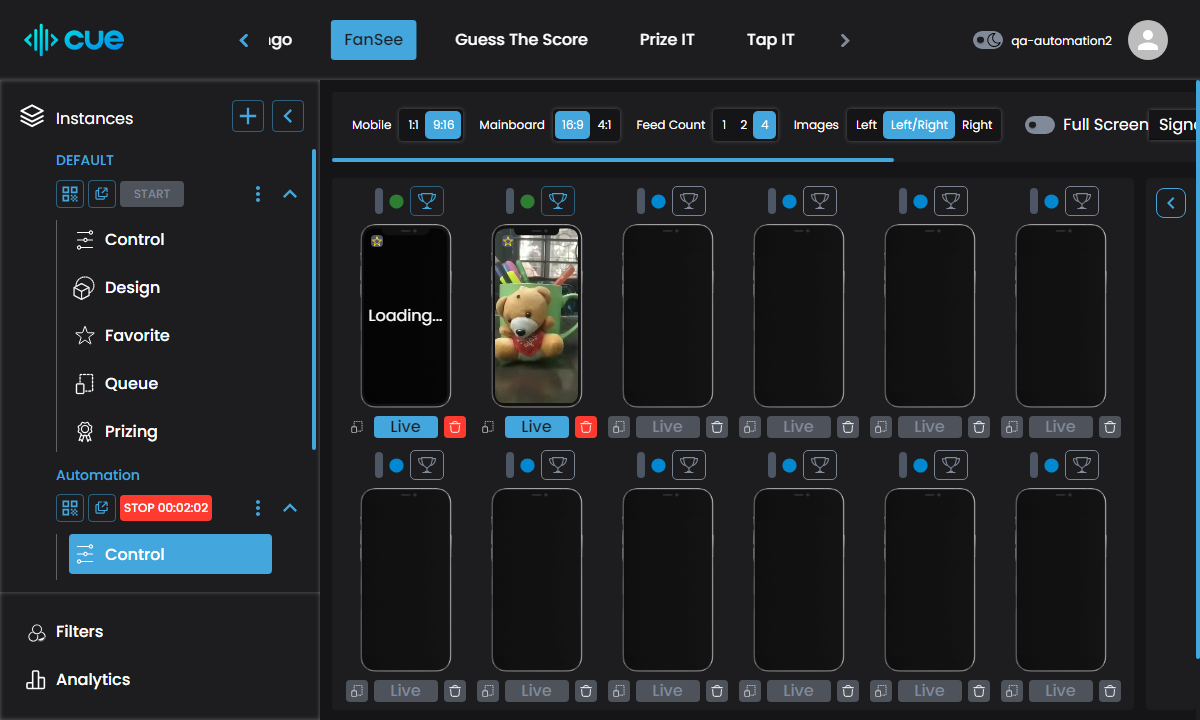 cue
ngo
FanSee
Guess The Score
Prize IT
Tap IT
qa-automation2
Instances
DEFAULT
START
Control
Design
Favorite
Queue
Prizing
Automation
STOP 00:02:02
Control
Filters
Analytics
Mobile 1:1 9:16 Mainboard 16:9 4:1 Feed Count 1 2 4 Images Left Left/Right Right Full Screen
Loading...
Live Live Live Live Live Live
Live Live Live Live Live Live